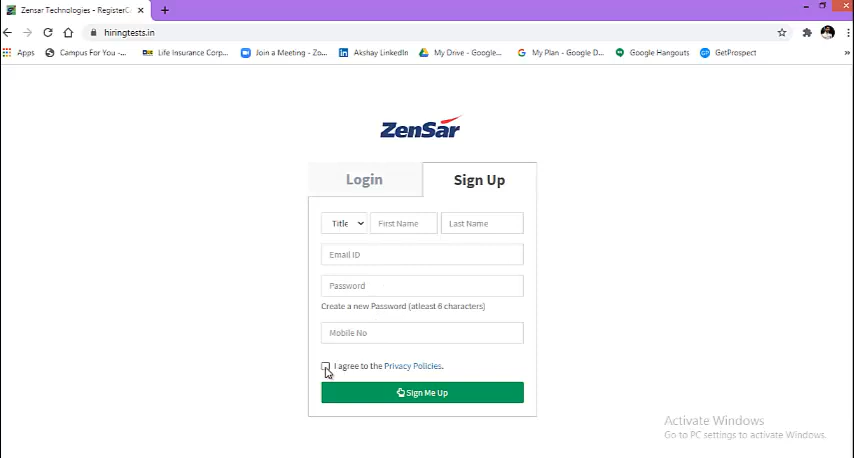 Zensar Technologies - RegisterCa
hiringtests.in
Apps Campus For You -... Life Insurance Corp... Join a Meeting - Zo... Akshay LinkedIn My Drive - Google... My Plan - Google D... Google Hangouts GetProspect »
ZenSar
Login Sign Up
Title First Name Last Name
Email ID
Password
Create a new Password (atleast 6 characters)
Mobile No
I agree to the Privacy Policies.
Sign Me Up
Activate Windows
Go to PC settings to activate Windows.